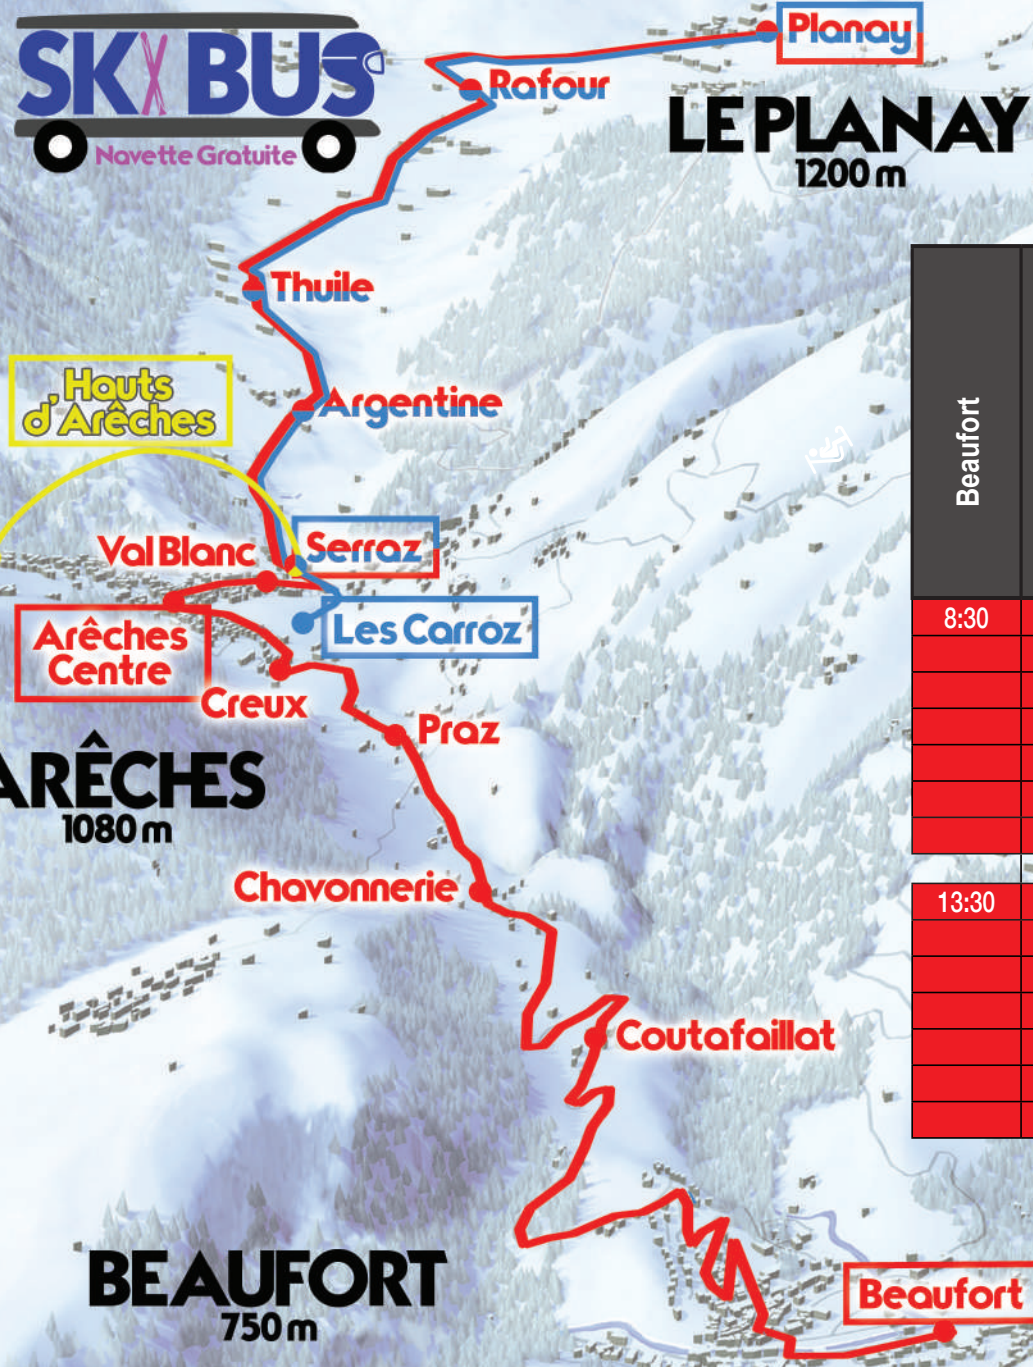 SKI BUS
Navette Gratuite
Planay
Rafour
LE PLANAY
1200 m
Thuile
Hauts
d'Arêches
Argentine
Beaufort
Val Blanc
Serraz
8:30
Les Carroz
Arêches
Centre
Creux
Praz
ARÊCHES
1080 m
Chavonnerie
13:30
Coutafaillat
BEAUFORT
750 m
Beaufort